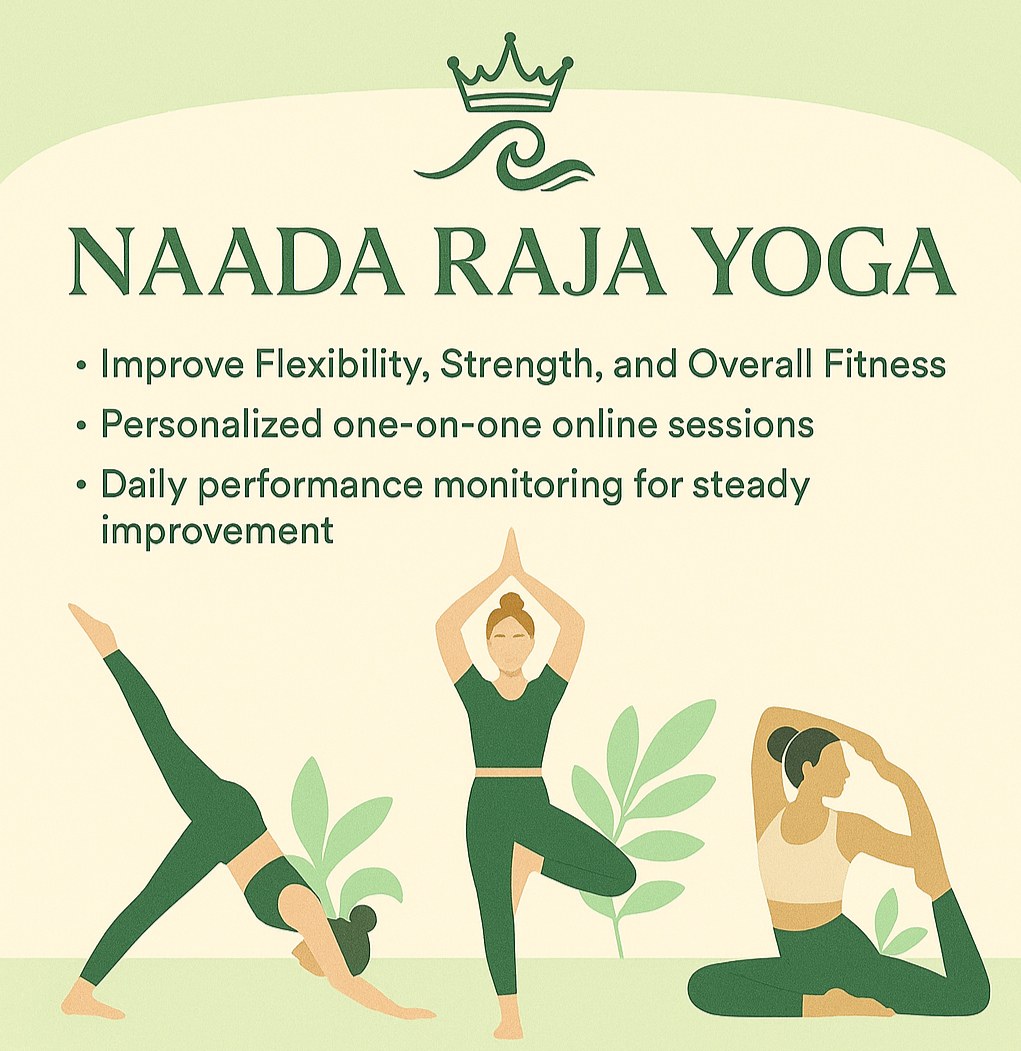 NAADA RAJA YOGA
• Improve Flexibility, Strength, and Overall Fitness
• Personalized one-on-one online sessions
• Daily performance monitoring for steady
improvement